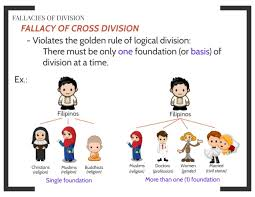 FALLACIES OF DIVISION
FALLACY OF CROSS DIVISION
- Violates the golden rule of logical division:
There must be only one foundation (or basis) of
division at a time.
Ex.:
Filipinos
Filipinos
Christians
(religion)
Muslims
(religion)
Buddhists
(religion)
Muslims
(religion)
Doctors
(profession)
Women
(gender)
Married
(civil status)
Single foundation
More than one (1) foundation